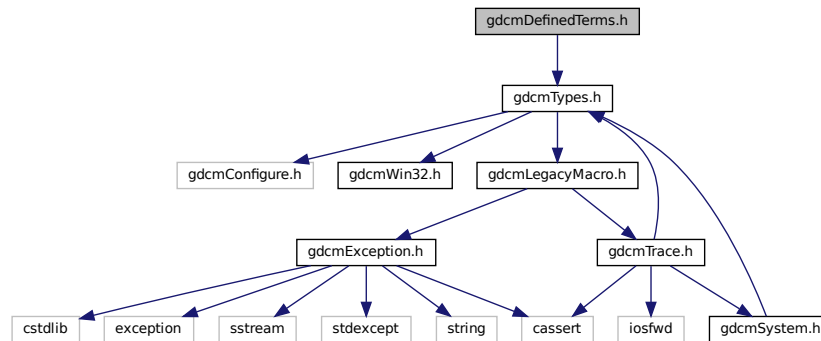 gdcmDefinedTerms.h
gdcmTypes.h
gdcmConfigure.h
gdcmWin32.h
gdcmLegacyMacro.h
gdcmException.h
gdcmTrace.h
cstdlib
exception
sstream
stdexcept
string
cassert
iosfwd
gdcmSystem.h